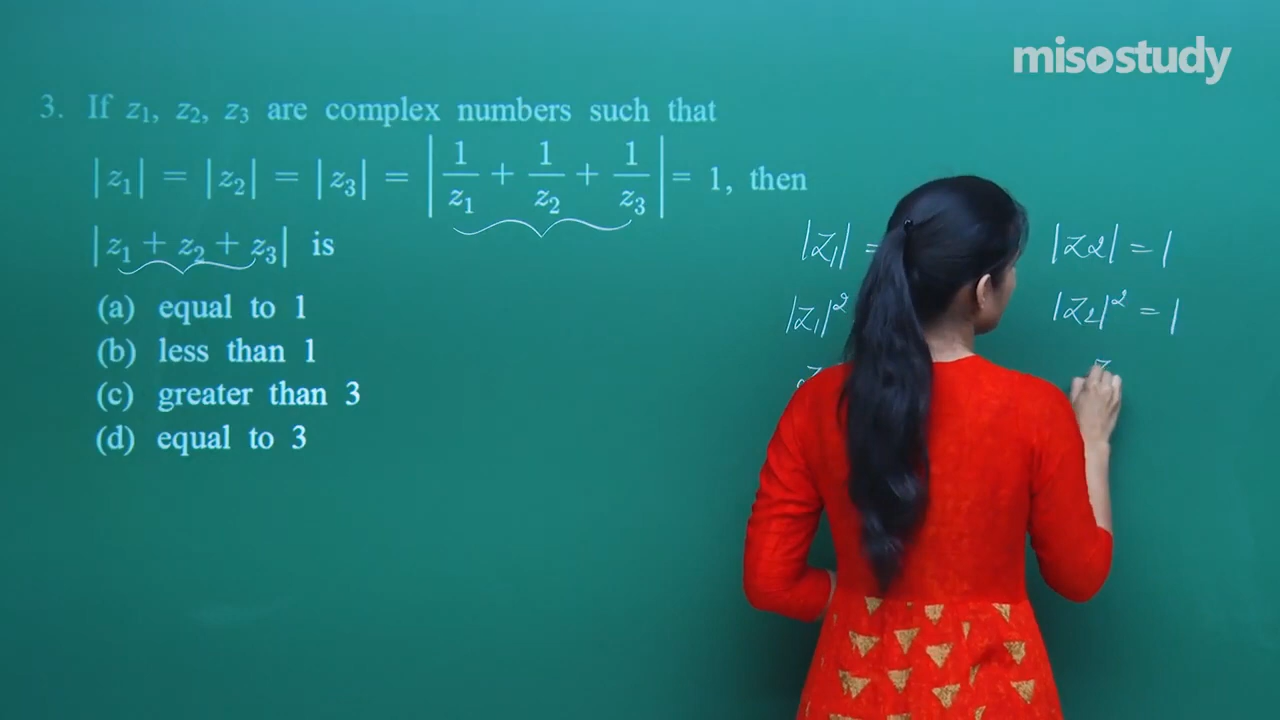 misostudy
3. If z₁, z₂, z₃ are complex numbers such that
|z₁| = |z₂| = |z₃| = |1/z₁ + 1/z₂ + 1/z₃| = 1, then
|z₁ + z₂ + z₃| is
(a) equal to 1
(b) less than 1
(c) greater than 3
(d) equal to 3
|z₁| =
|z₂| = 1
|z₁|²
|z₂|² = 1